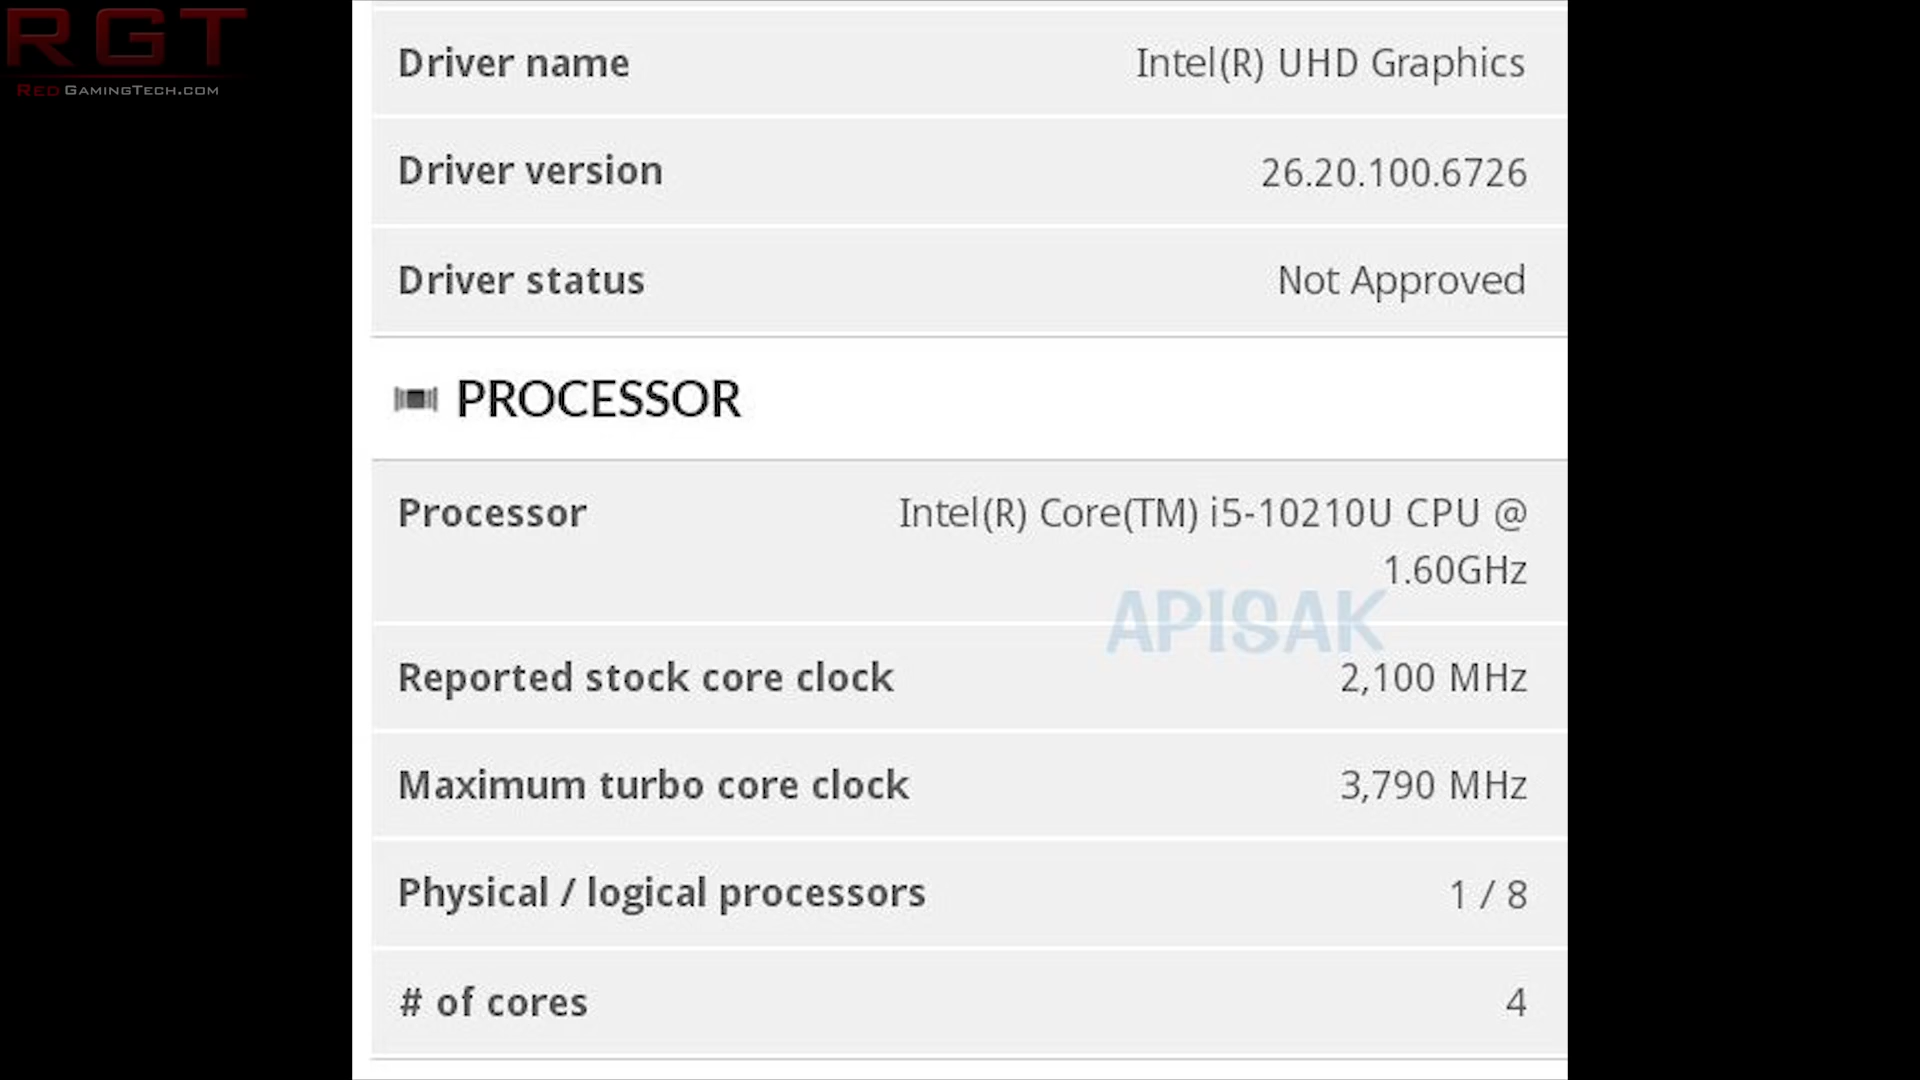 RGT
REDGAMINGTECH.COM
Driver name Intel(R) UHD Graphics
Driver version 26.20.100.6726
Driver status Not Approved
PROCESSOR
Processor Intel(R) Core(TM) i5-10210U CPU @
1.60GHz
APISAK
Reported stock core clock 2,100 MHz
Maximum turbo core clock 3,790 MHz
Physical / logical processors 1 / 8
# of cores 4